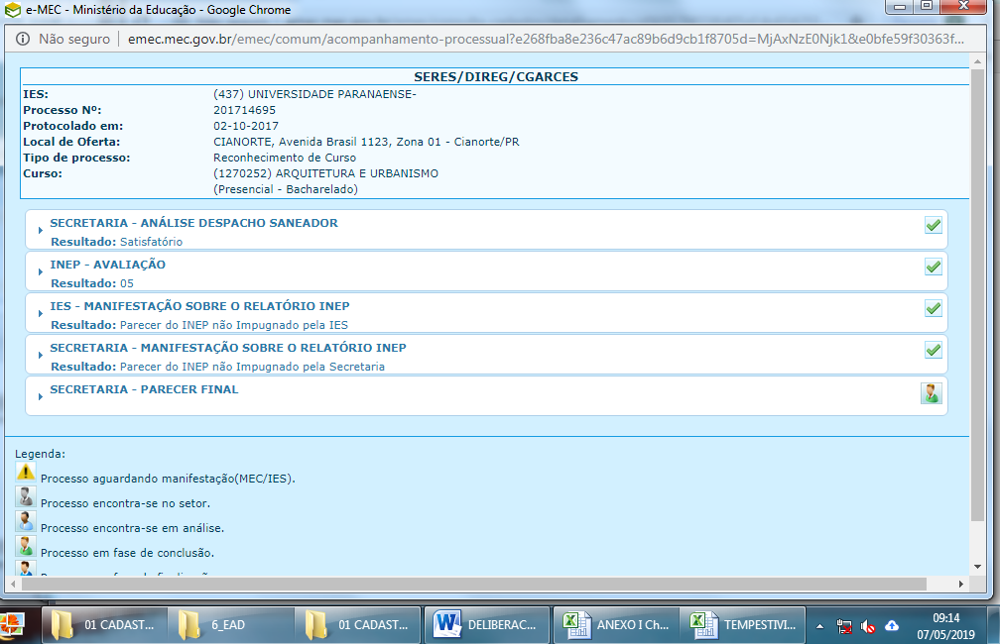 e-MEC - Ministério da Educação - Google Chrome
Não seguro | emec.mec.gov.br/emec/comum/acompanhamento-processual?e268fba8e236c47ac89b6d9cb1f8705d=MjAxNzE0Njk1&e0bfe59f30363f...
SERES/DIREG/CGARCES
IES: (437) UNIVERSIDADE PARANAENSE-
Processo Nº: 201714695
Protocolado em: 02-10-2017
Local de Oferta: CIANORTE, Avenida Brasil 1123, Zona 01 - Cianorte/PR
Tipo de processo: Reconhecimento de Curso
Curso: (1270252) ARQUITETURA E URBANISMO
(Presencial - Bacharelado)
SECRETARIA - ANÁLISE DESPACHO SANEADOR
Resultado: Satisfatório
INEP - AVALIAÇÃO
Resultado: 05
IES - MANIFESTAÇÃO SOBRE O RELATÓRIO INEP
Resultado: Parecer do INEP não Impugnado pela IES
SECRETARIA - MANIFESTAÇÃO SOBRE O RELATÓRIO INEP
Resultado: Parecer do INEP não Impugnado pela Secretaria
SECRETARIA - PARECER FINAL
Legenda:
Processo aguardando manifestação(MEC/IES).
Processo encontra-se no setor.
Processo encontra-se em análise.
Processo em fase de conclusão.
01 CADAST... 6_EAD 01 CADAST... DELIBERAC... ANEXO I Ch... TEMPESTIVI... 09:14
07/05/2019